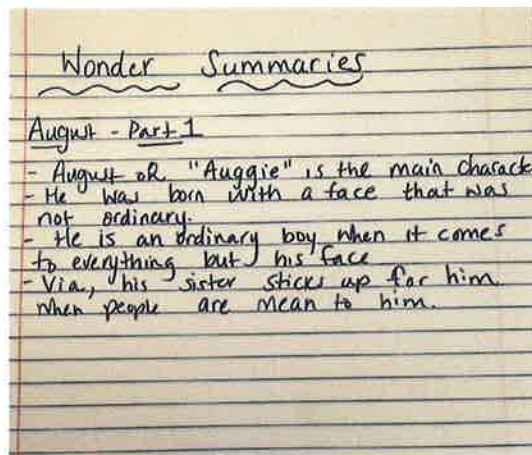 Wonder Summaries
August - Part 1
- August OR "Auggie" is the main charact
- He was born with a face that was
not ordinary.
- He is an ordinary boy when it comes
to everything but his face
- Via, his sister sticks up for him
when people are mean to him.